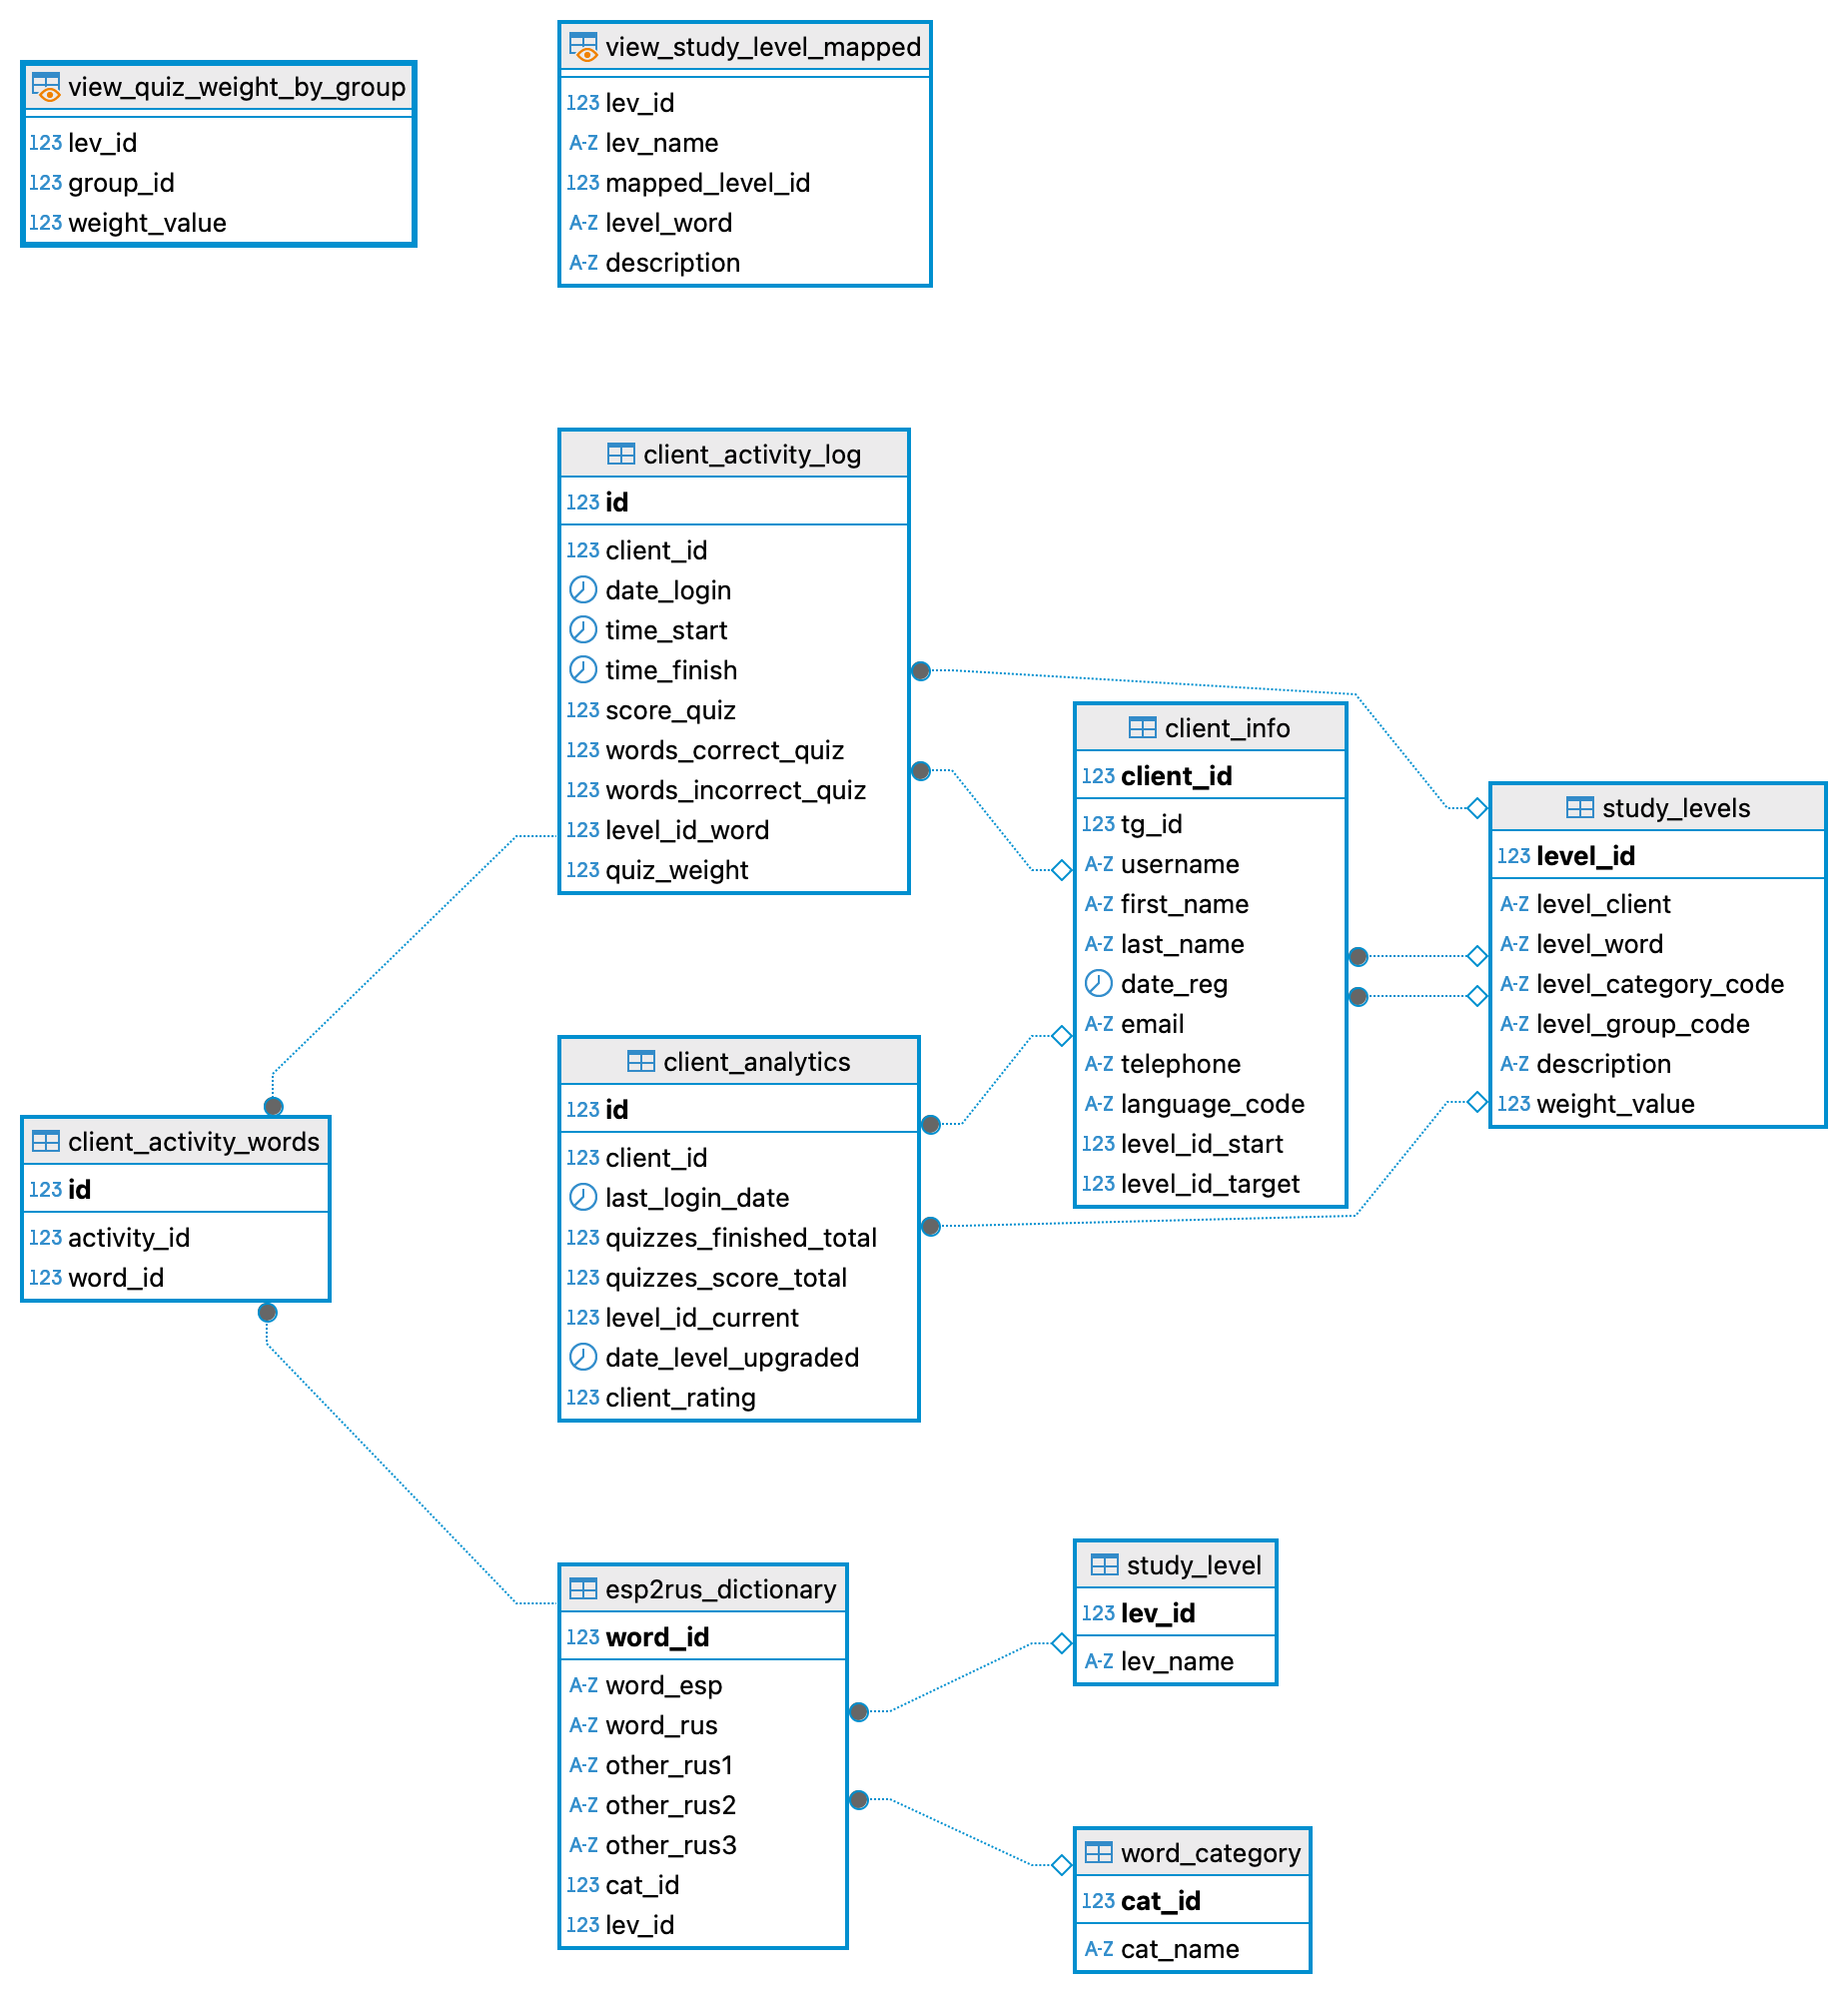 view_quiz_weight_by_group
123 lev_id
123 group_id
123 weight_value
view_study_level_mapped
123 lev_id
A-Z lev_name
123 mapped_level_id
A-Z level_word
A-Z description
client_activity_log
123 id
123 client_id
date_login
time_start
time_finish
123 score_quiz
123 words_correct_quiz
123 words_incorrect_quiz
123 level_id_word
123 quiz_weight
client_info
123 client_id
123 tg_id
A-Z username
A-Z first_name
A-Z last_name
date_reg
A-Z email
A-Z telephone
A-Z language_code
123 level_id_start
123 level_id_target
study_levels
123 level_id
A-Z level_client
A-Z level_word
A-Z level_category_code
A-Z level_group_code
A-Z description
123 weight_value
client_analytics
123 id
123 client_id
last_login_date
123 quizzes_finished_total
123 quizzes_score_total
123 level_id_current
date_level_upgraded
123 client_rating
client_activity_words
123 id
123 activity_id
123 word_id
esp2rus_dictionary
123 word_id
A-Z word_esp
A-Z word_rus
A-Z other_rus1
A-Z other_rus2
A-Z other_rus3
123 cat_id
123 lev_id
study_level
123 lev_id
A-Z lev_name
word_category
123 cat_id
A-Z cat_name